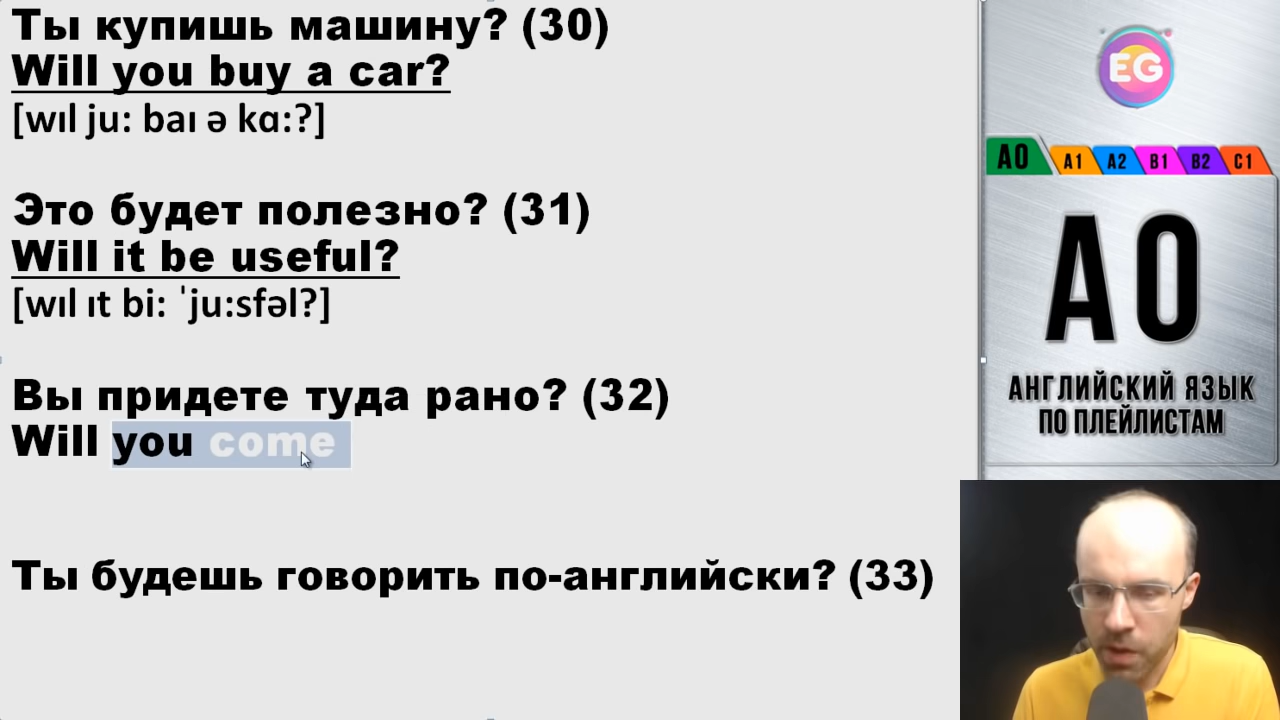 Ты купишь машину? (30)
Will you buy a car?
[wɪl ju: baɪ ə kɑ:?]
Это будет полезно? (31)
Will it be useful?
[wɪl ɪt bi: ˈju:sfəl?]
Вы придете туда рано? (32)
Will you come
Ты будешь говорить по-английски? (33)
EG
A0 A1 A2 B1 B2 C1
A0
АНГЛИЙСКИЙ ЯЗЫК
ПО ПЛЕЙЛИСТАМ